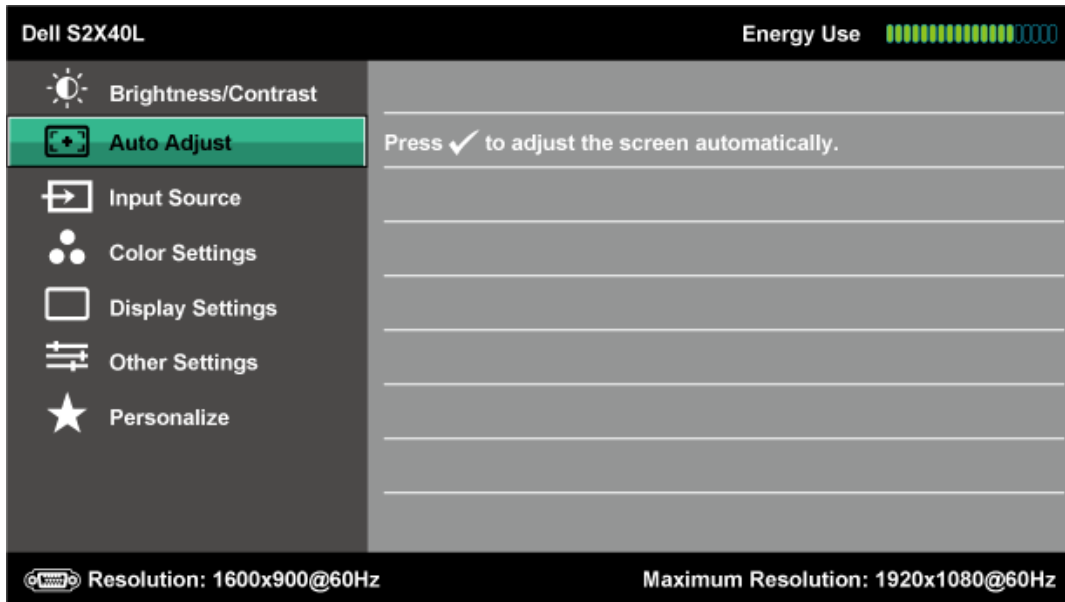 Dell S2X40L Energy Use
Brightness/Contrast
Auto Adjust
Press ✓ to adjust the screen automatically.
Input Source
Color Settings
Display Settings
Other Settings
Personalize
Resolution: 1600x900@60Hz Maximum Resolution: 1920x1080@60Hz